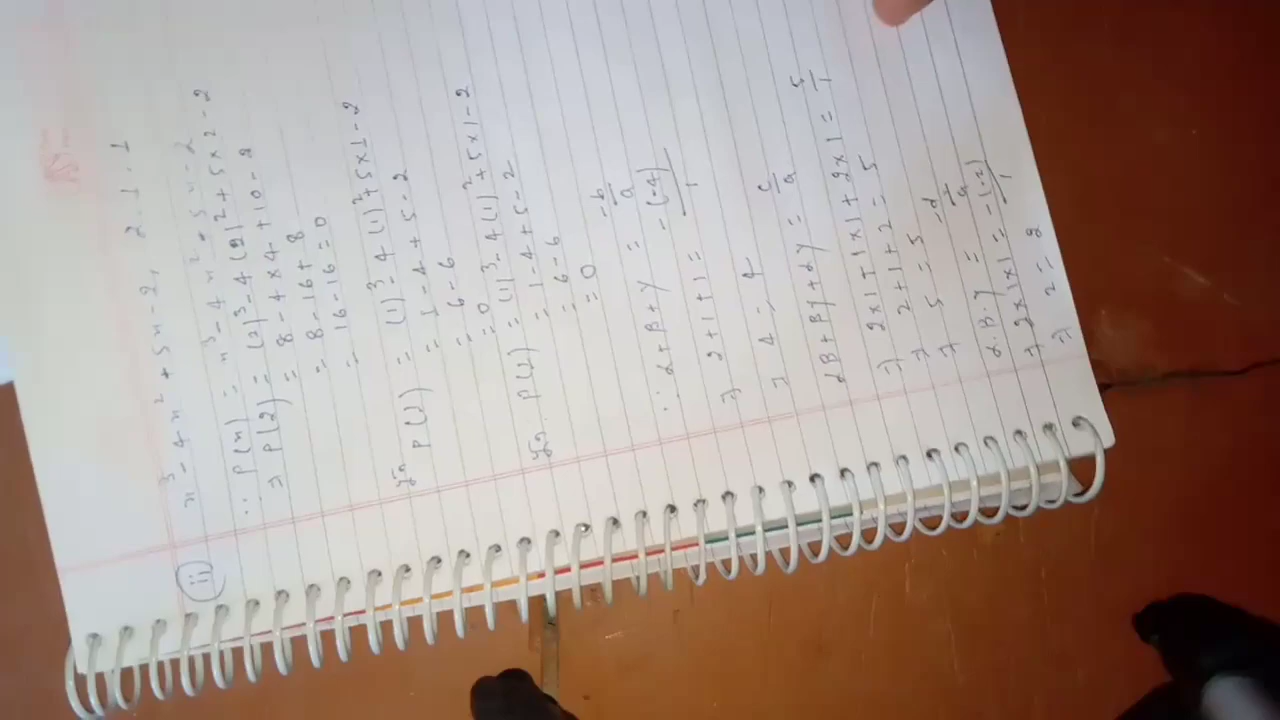 (ii) x³ - 4x² + 5x - 2, 2, 1, 1
∴ P(x) = x³ - 4x² + 5x - 2
⇒ P(2) = (2)³ - 4(2)² + 5×2 - 2
= 8 - 4×4 + 10 - 2
= 8 - 16 + 8
= 16 - 16 = 0
P(1) = (1)³ - 4(1)² + 5×1 - 2
= 1 - 4 + 5 - 2
= 6 - 6
= 0
P(1) = (1)³ - 4(1)² + 5×1 - 2
= 1 - 4 + 5 - 2
= 6 - 6
= 0
∴ α + β + γ = -b/a
⇒ 2 + 1 + 1 = -(-4)/1
⇒ 4 = 4
αβ + βγ + αγ = c/a
⇒ 2×1 + 1×1 + 2×1 = 5/1
⇒ 2 + 1 + 2 = 5
⇒ 5 = 5
α.β.γ = -d/a
⇒ 2×1×1 = -(-2)/1
⇒ 2 = 2